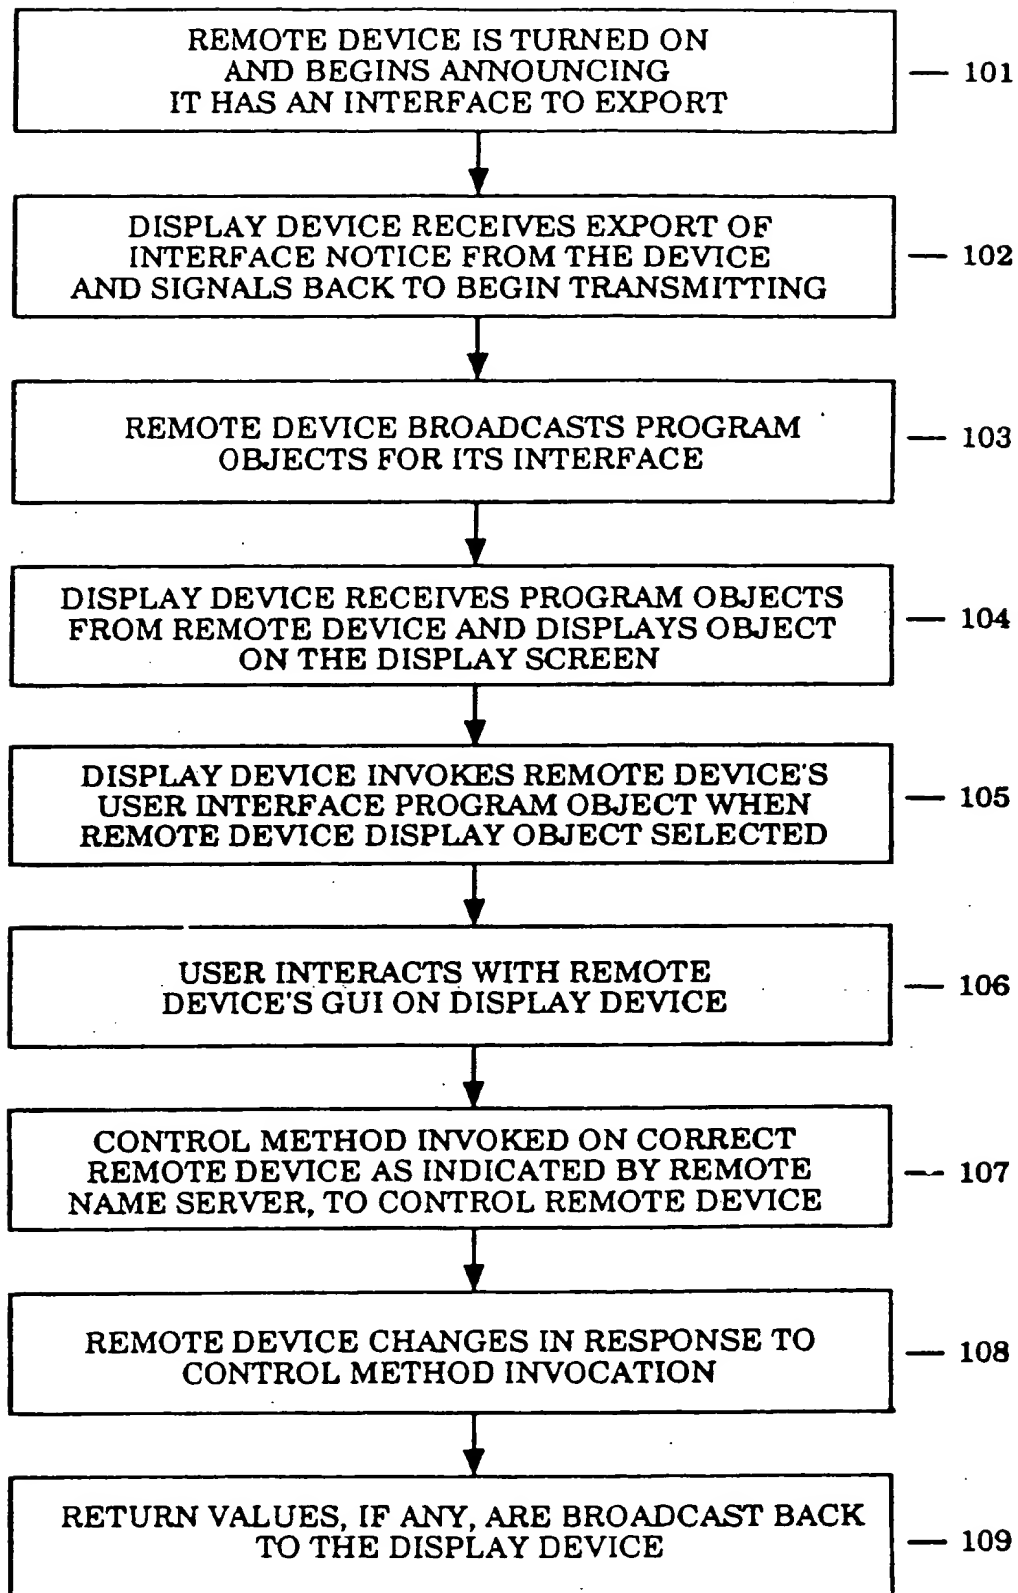 REMOTE DEVICE IS TURNED ON
AND BEGINS ANNOUNCING
IT HAS AN INTERFACE TO EXPORT
101
DISPLAY DEVICE RECEIVES EXPORT OF
INTERFACE NOTICE FROM THE DEVICE
AND SIGNALS BACK TO BEGIN TRANSMITTING
102
REMOTE DEVICE BROADCASTS PROGRAM
OBJECTS FOR ITS INTERFACE
103
DISPLAY DEVICE RECEIVES PROGRAM OBJECTS
FROM REMOTE DEVICE AND DISPLAYS OBJECT
ON THE DISPLAY SCREEN
104
DISPLAY DEVICE INVOKES REMOTE DEVICE'S
USER INTERFACE PROGRAM OBJECT WHEN
REMOTE DEVICE DISPLAY OBJECT SELECTED
105
USER INTERACTS WITH REMOTE
DEVICE'S GUI ON DISPLAY DEVICE
106
CONTROL METHOD INVOKED ON CORRECT
REMOTE DEVICE AS INDICATED BY REMOTE
NAME SERVER, TO CONTROL REMOTE DEVICE
107
REMOTE DEVICE CHANGES IN RESPONSE TO
CONTROL METHOD INVOCATION
108
RETURN VALUES, IF ANY, ARE BROADCAST BACK
TO THE DISPLAY DEVICE
109